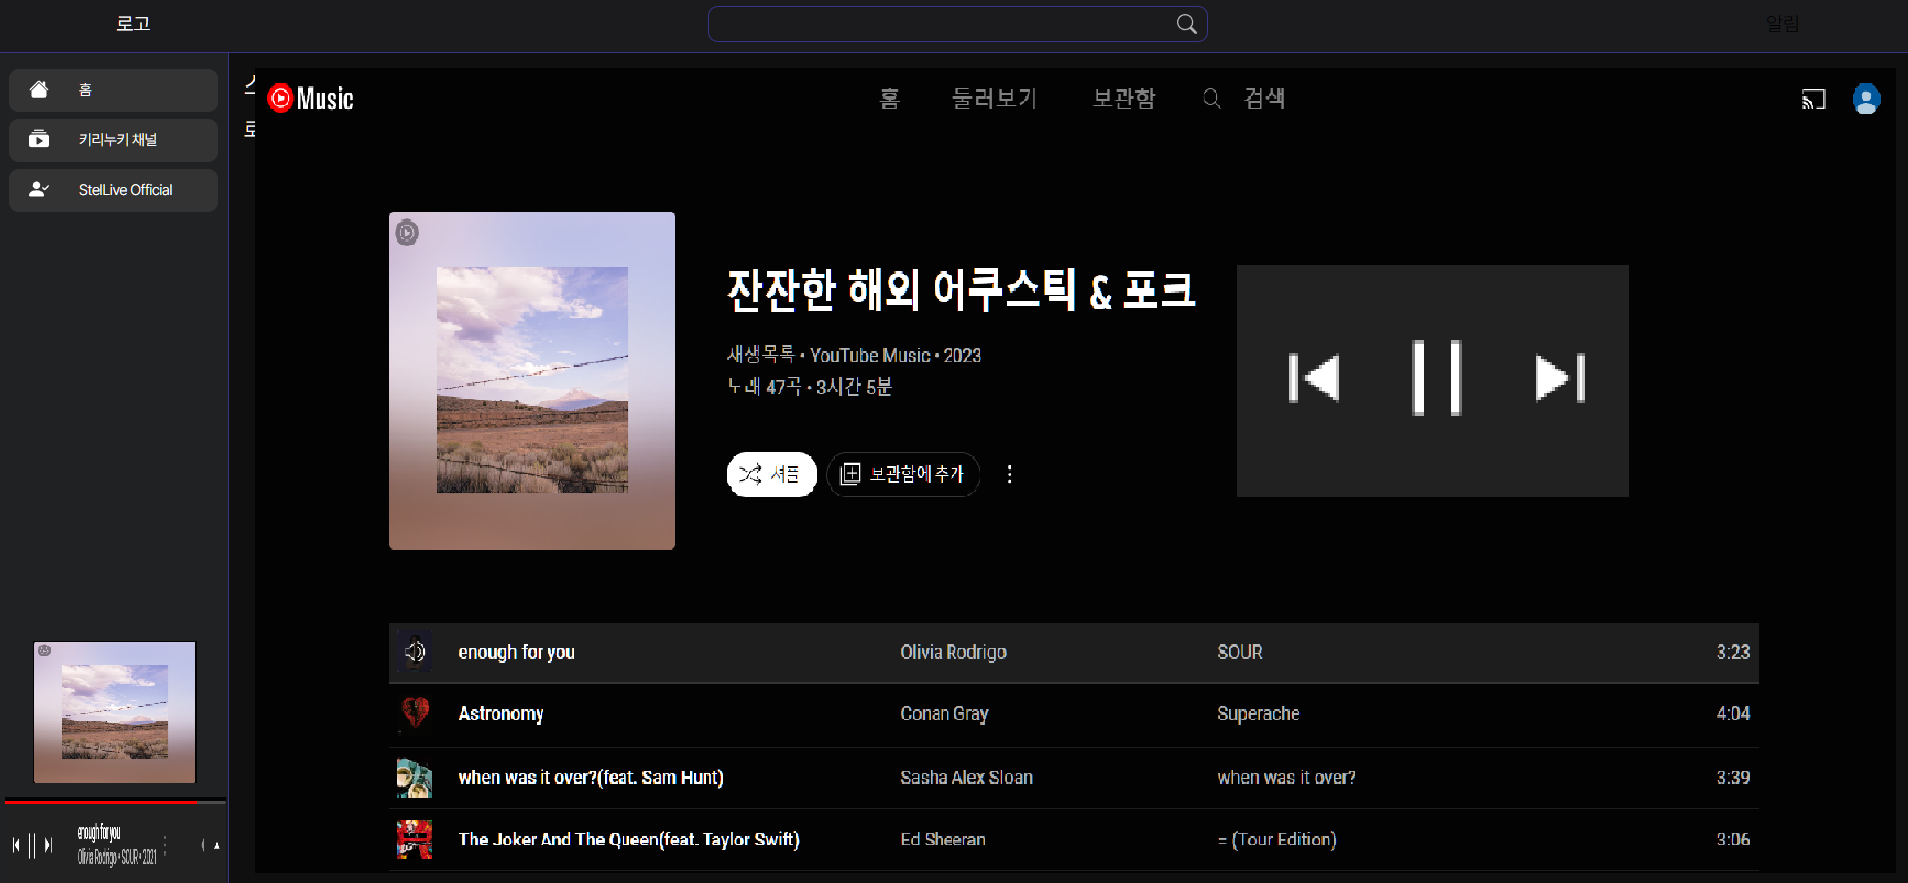 로고
알림
홈
키리누키 채널
StelLive Official
Music
홈 둘러보기 보관함 검색
잔잔한 해외 어쿠스틱 & 포크
재생목록 • YouTube Music • 2023
노래 47곡 • 3시간 5분
셔플 보관함에 추가
enough for you Olivia Rodrigo SOUR 3:23
Astronomy Conan Gray Superache 4:04
when was it over?(feat. Sam Hunt) Sasha Alex Sloan when was it over? 3:39
The Joker And The Queen(feat. Taylor Swift) Ed Sheeran = (Tour Edition) 3:06
enough for you
Olivia Rodrigo • SOUR • 2021